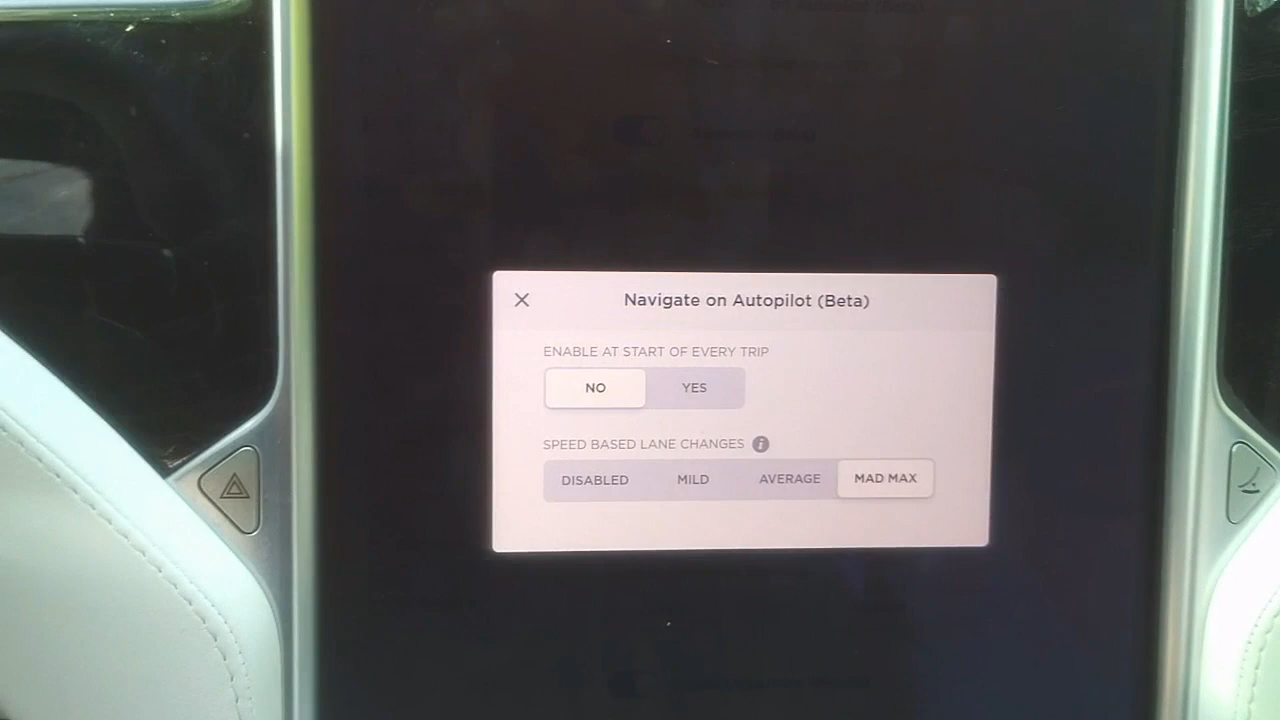 Navigate on Autopilot (Beta)
ENABLE AT START OF EVERY TRIP
NO YES
SPEED BASED LANE CHANGES
DISABLED MILD AVERAGE MAD MAX